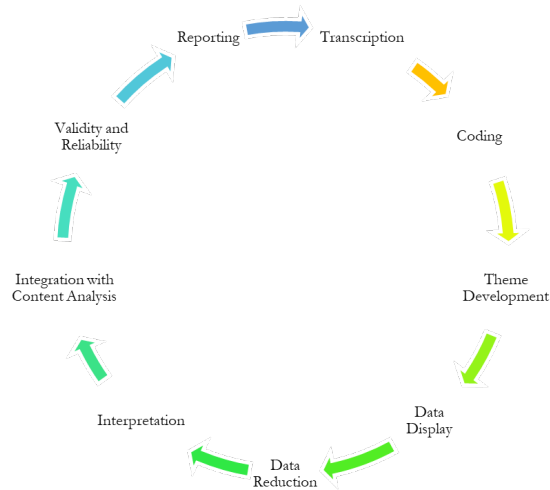 Reporting
Transcription
Coding
Theme
Development
Data
Display
Data
Reduction
Interpretation
Integration with
Content Analysis
Validity and
Reliability